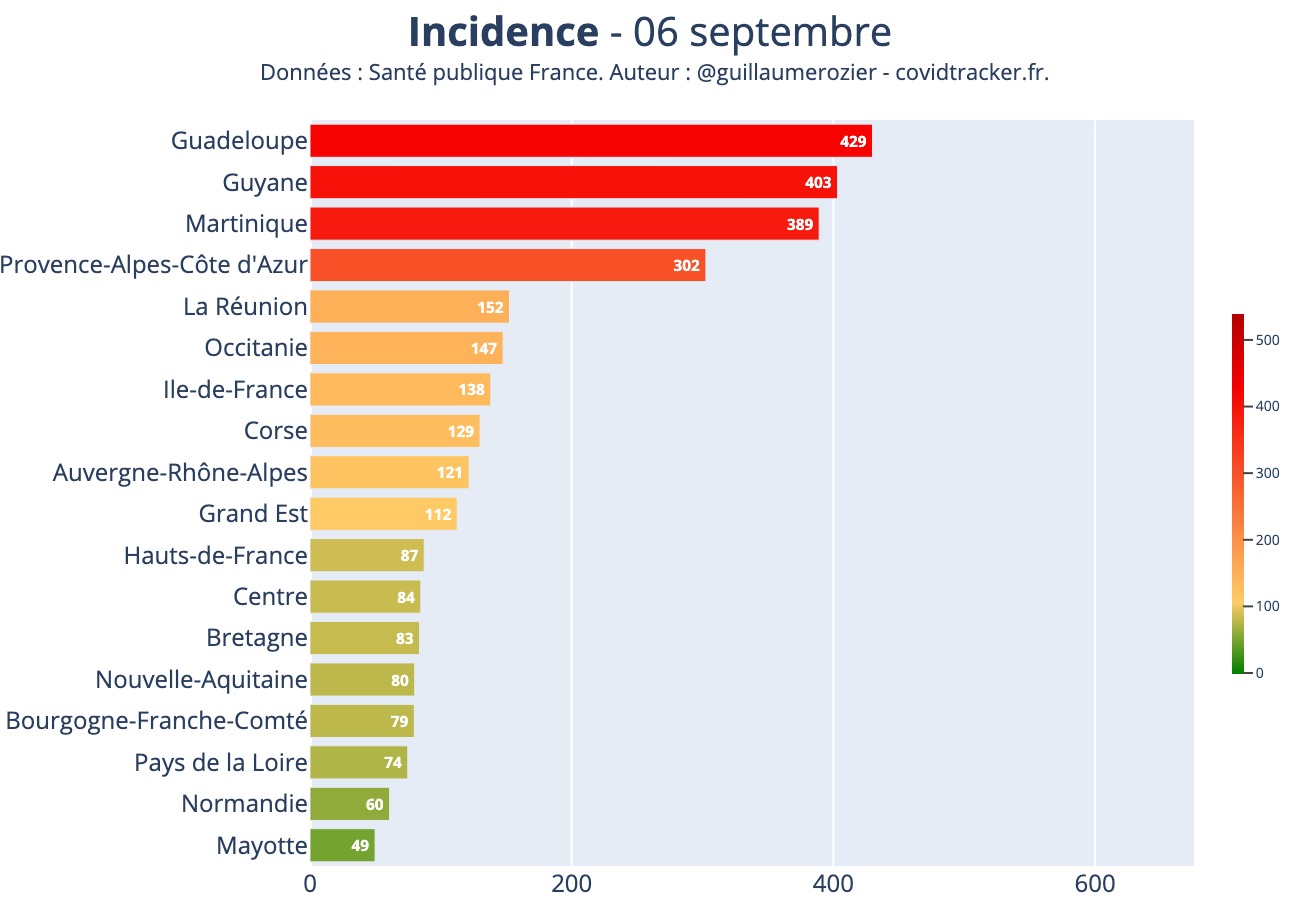 Incidence - 06 septembre
Données : Santé publique France. Auteur : @guillaumerozier - covidtracker.fr.
Guadeloupe 429
Guyane 403
Martinique 389
Provence-Alpes-Côte d'Azur 302
La Réunion 152
Occitanie 147
Ile-de-France 138
Corse 129
Auvergne-Rhône-Alpes 121
Grand Est 112
Hauts-de-France 87
Centre 84
Bretagne 83
Nouvelle-Aquitaine 80
Bourgogne-Franche-Comté 79
Pays de la Loire 74
Normandie 60
Mayotte 49
0 200 400 600
500
400
300
200
100
0